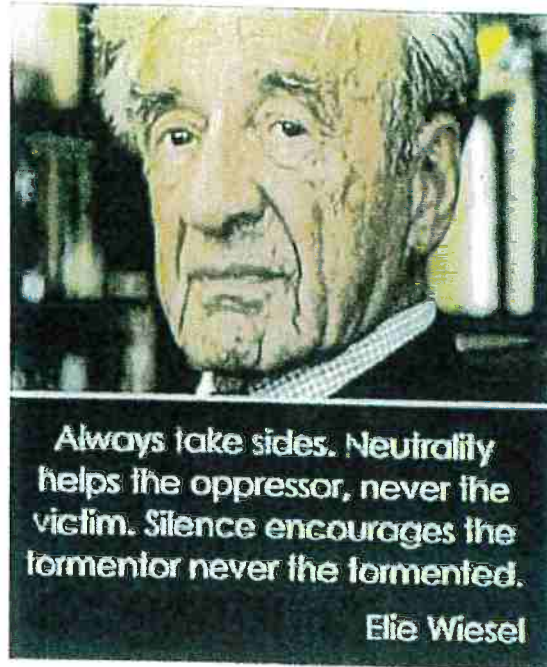 Always take sides. Neutrality
helps the oppressor, never the
victim. Silence encourages the
tormentor never the tormented.
Elie Wiesel